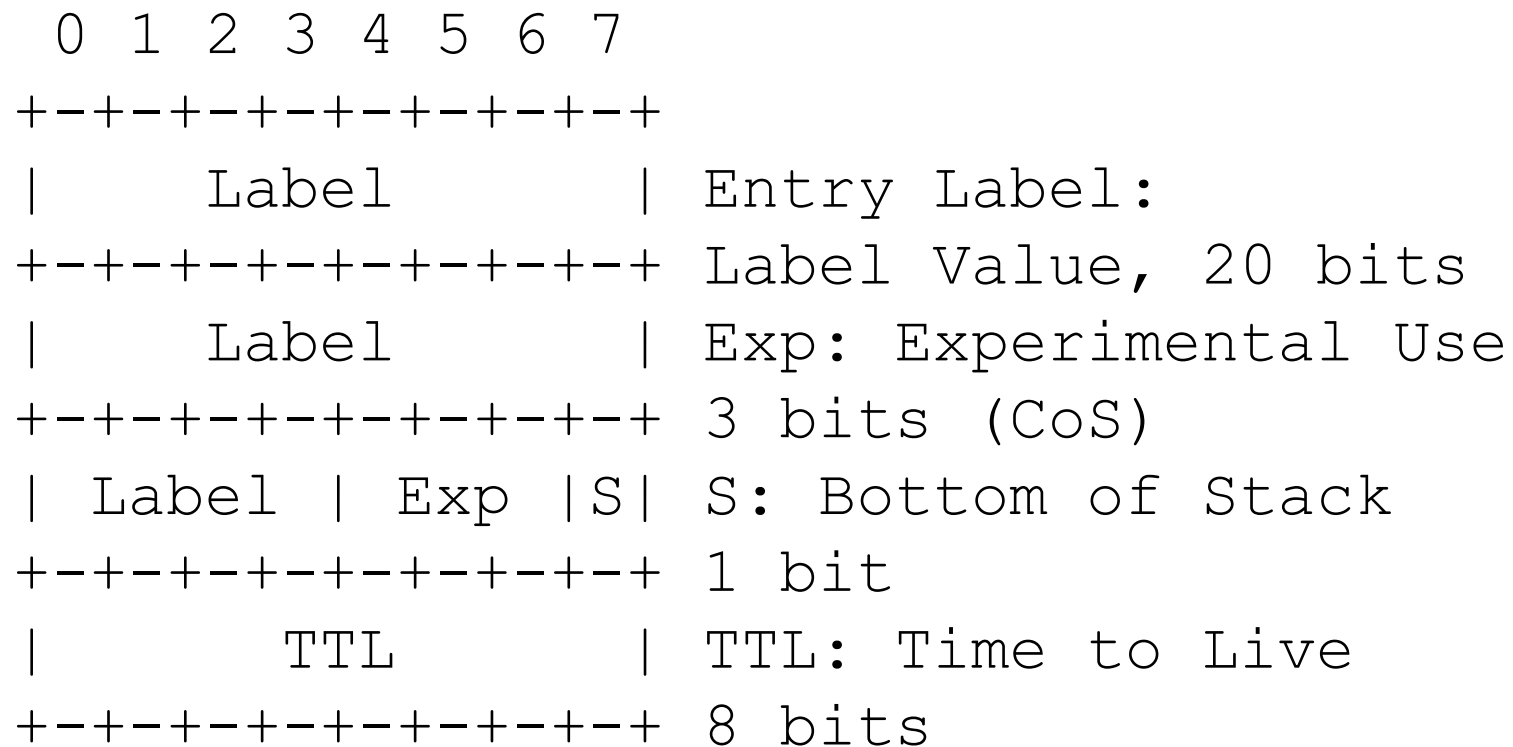 0 1 2 3 4 5 6 7
+-+-+-+-+-+-+-+-+
|    Label      | Entry Label:
+-+-+-+-+-+-+-+-+ Label Value, 20 bits
|    Label      | Exp: Experimental Use
+-+-+-+-+-+-+-+-+ 3 bits (CoS)
| Label | Exp |S| S: Bottom of Stack
+-+-+-+-+-+-+-+-+ 1 bit
|      TTL      | TTL: Time to Live
+-+-+-+-+-+-+-+-+ 8 bits